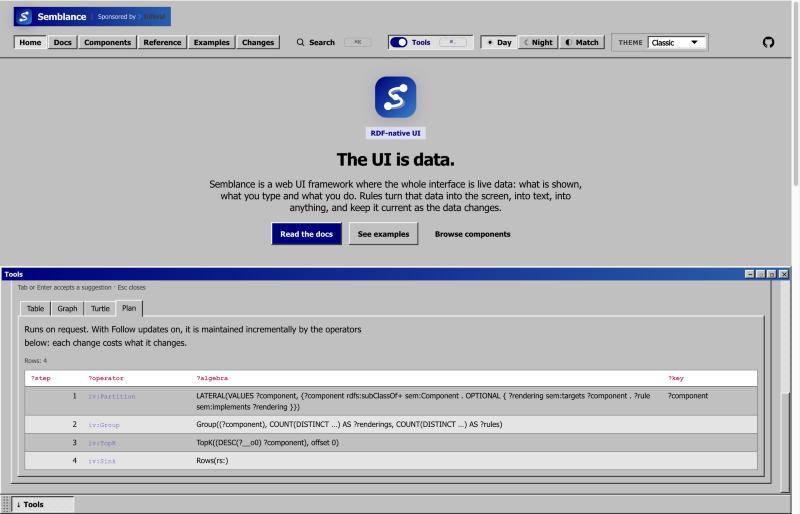 Semblance Sponsored by
Home Docs Components Reference Examples Changes Search ⌘K Tools Day Night Match THEME Classic
RDF-native UI
The UI is data.
Semblance is a web UI framework where the whole interface is live data: what is shown,
what you type and what you do. Rules turn that data into the screen, into text, into
anything, and keep it current as the data changes.
Read the docs See examples Browse components
Tools
Tab or Enter accepts a suggestion · Esc closes
Table Graph Turtle Plan
Runs on request. With Follow updates on, it is maintained incrementally by the operators
below: each change costs what it changes.
Rows: 4
?step ?operator ?algebra ?key
1 iv:Partition LATERAL(VALUES ?component, {?component rdfs:subClassOf+ sem:Component . OPTIONAL { ?rendering sem:targets ?component . ?rule ?component
sem:implements ?rendering }})
2 iv:Group Group((?component), COUNT(DISTINCT ...) AS ?renderings, COUNT(DISTINCT ...) AS ?rules)
3 iv:TopK TopK((DESC(?__o0) ?component), offset 0)
4 iv:Sink Rows(rs:)
↓ Tools